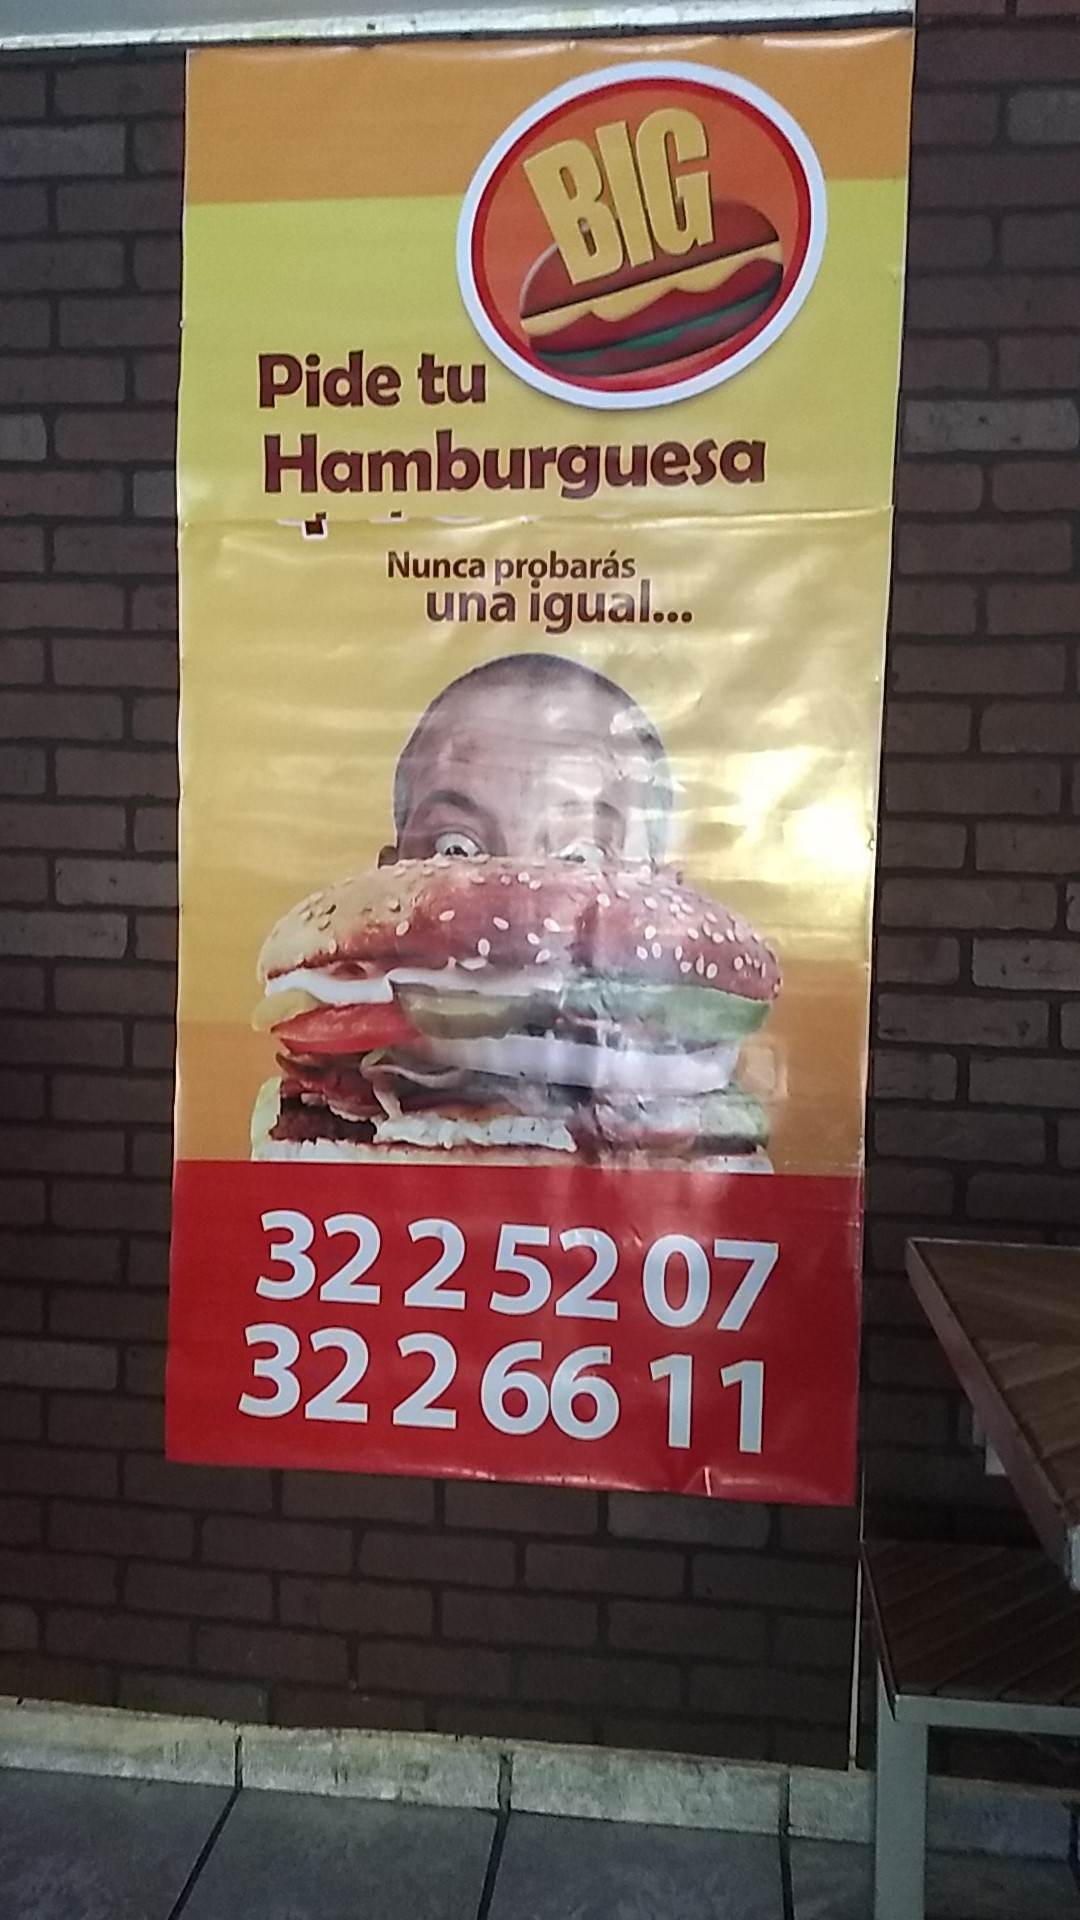 BIG
Pide tu
Hamburguesa
Nunca probarás
una igual...
32 2 52 07
32 2 66 11